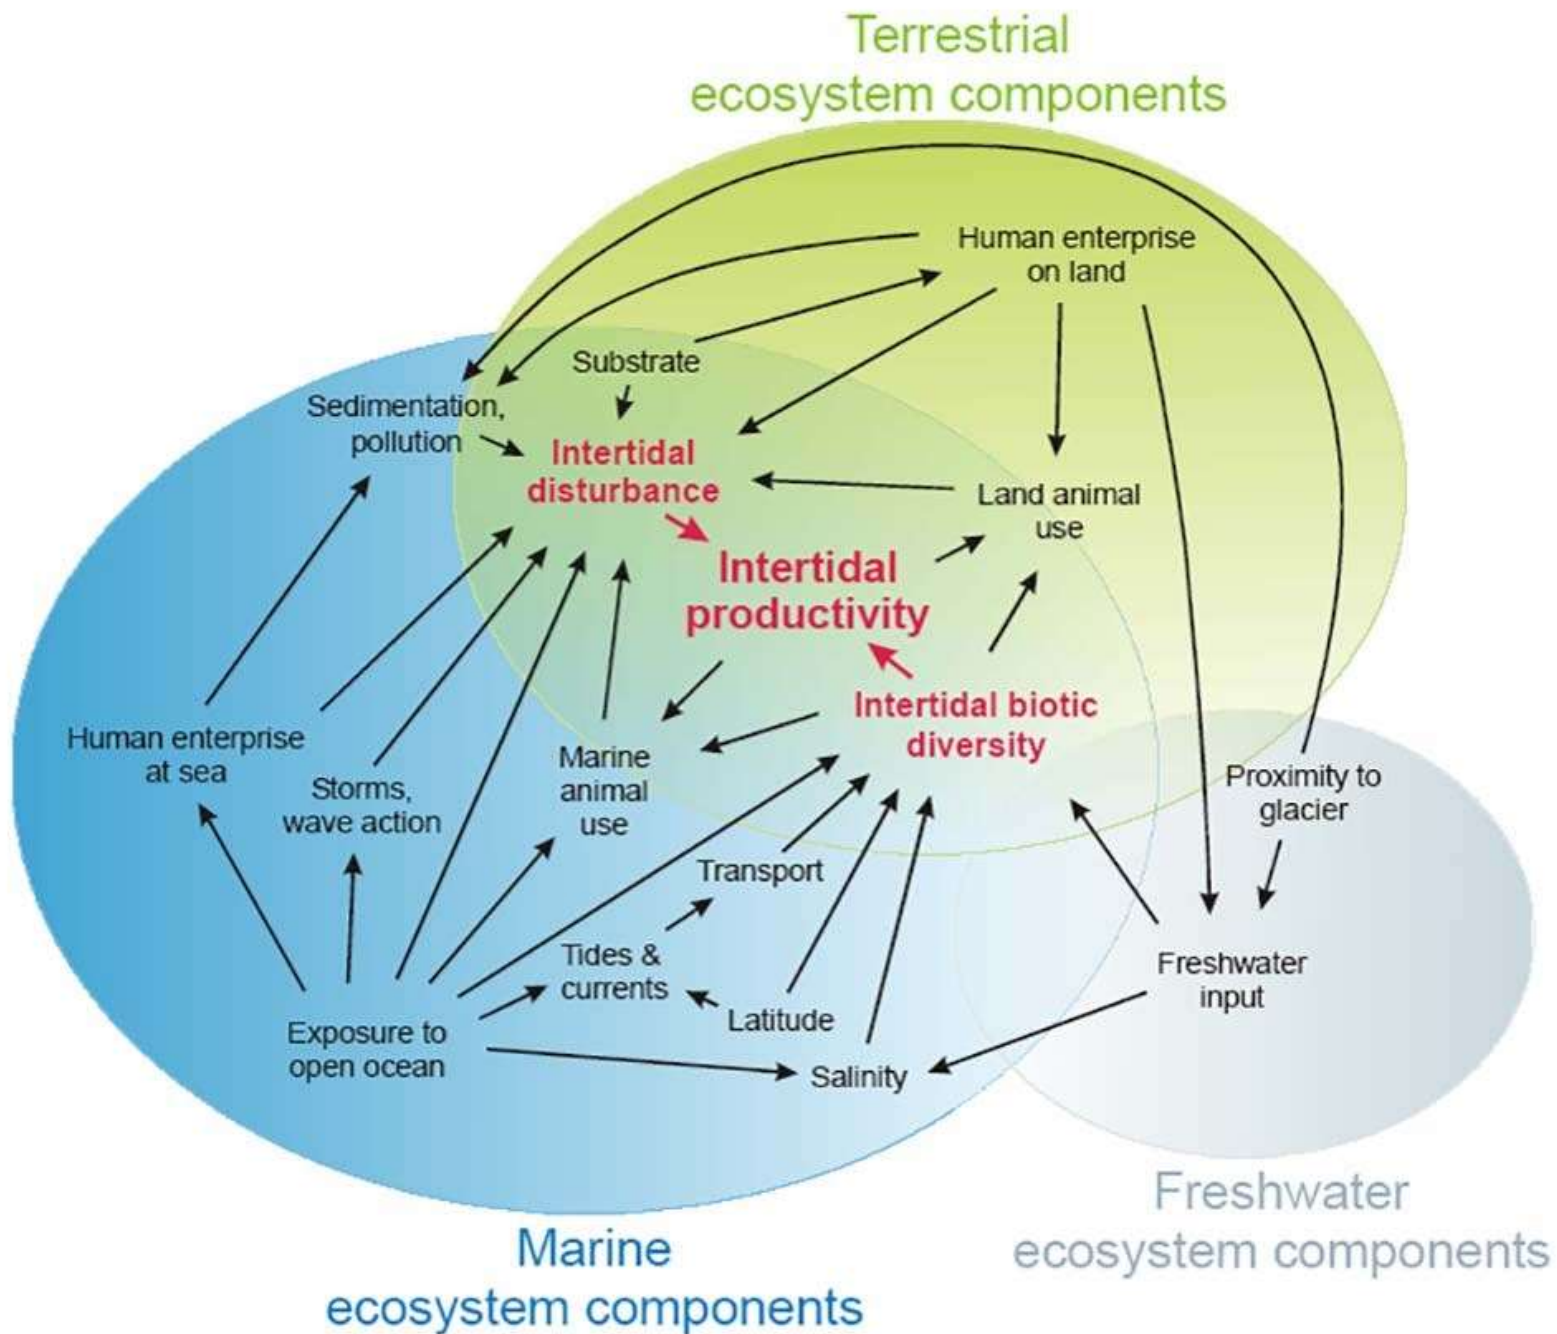 Terrestrial
ecosystem components
Human enterprise
on land
Substrate
Sedimentation,
pollution
Intertidal
disturbance
Land animal
use
Intertidal
productivity
Intertidal biotic
diversity
Human enterprise
at sea
Storms,
wave action
Marine
animal
use
Proximity to
glacier
Transport
Tides &
currents
Latitude
Freshwater
input
Exposure to
open ocean
Salinity
Freshwater
ecosystem components
Marine
ecosystem components